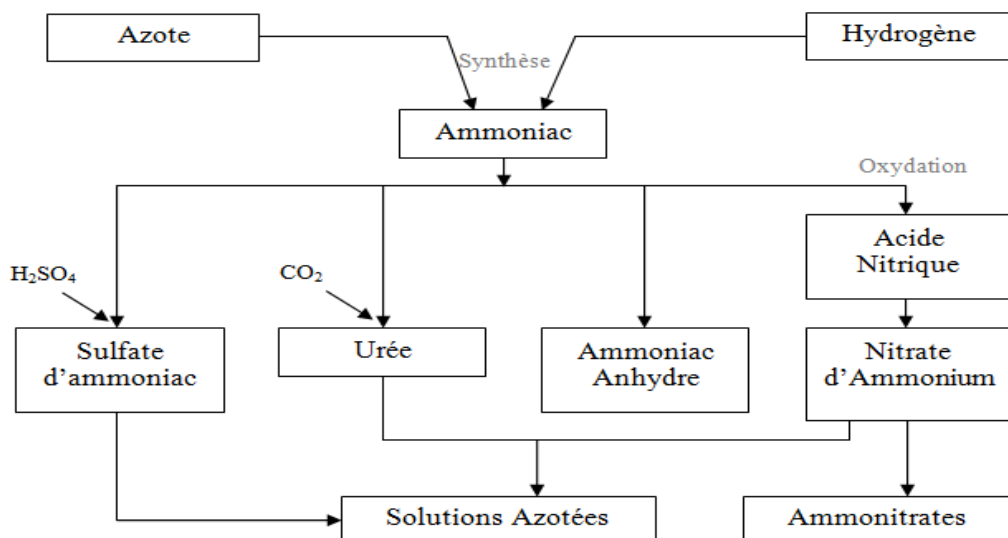 Azote
Hydrogène
Synthèse
Ammoniac
Oxydation
Acide
Nitrique
H₂SO₄
CO₂
Sulfate
d’ammoniac
Urée
Ammoniac
Anhydre
Nitrate
d’Ammonium
Solutions Azotées
Ammonitrates